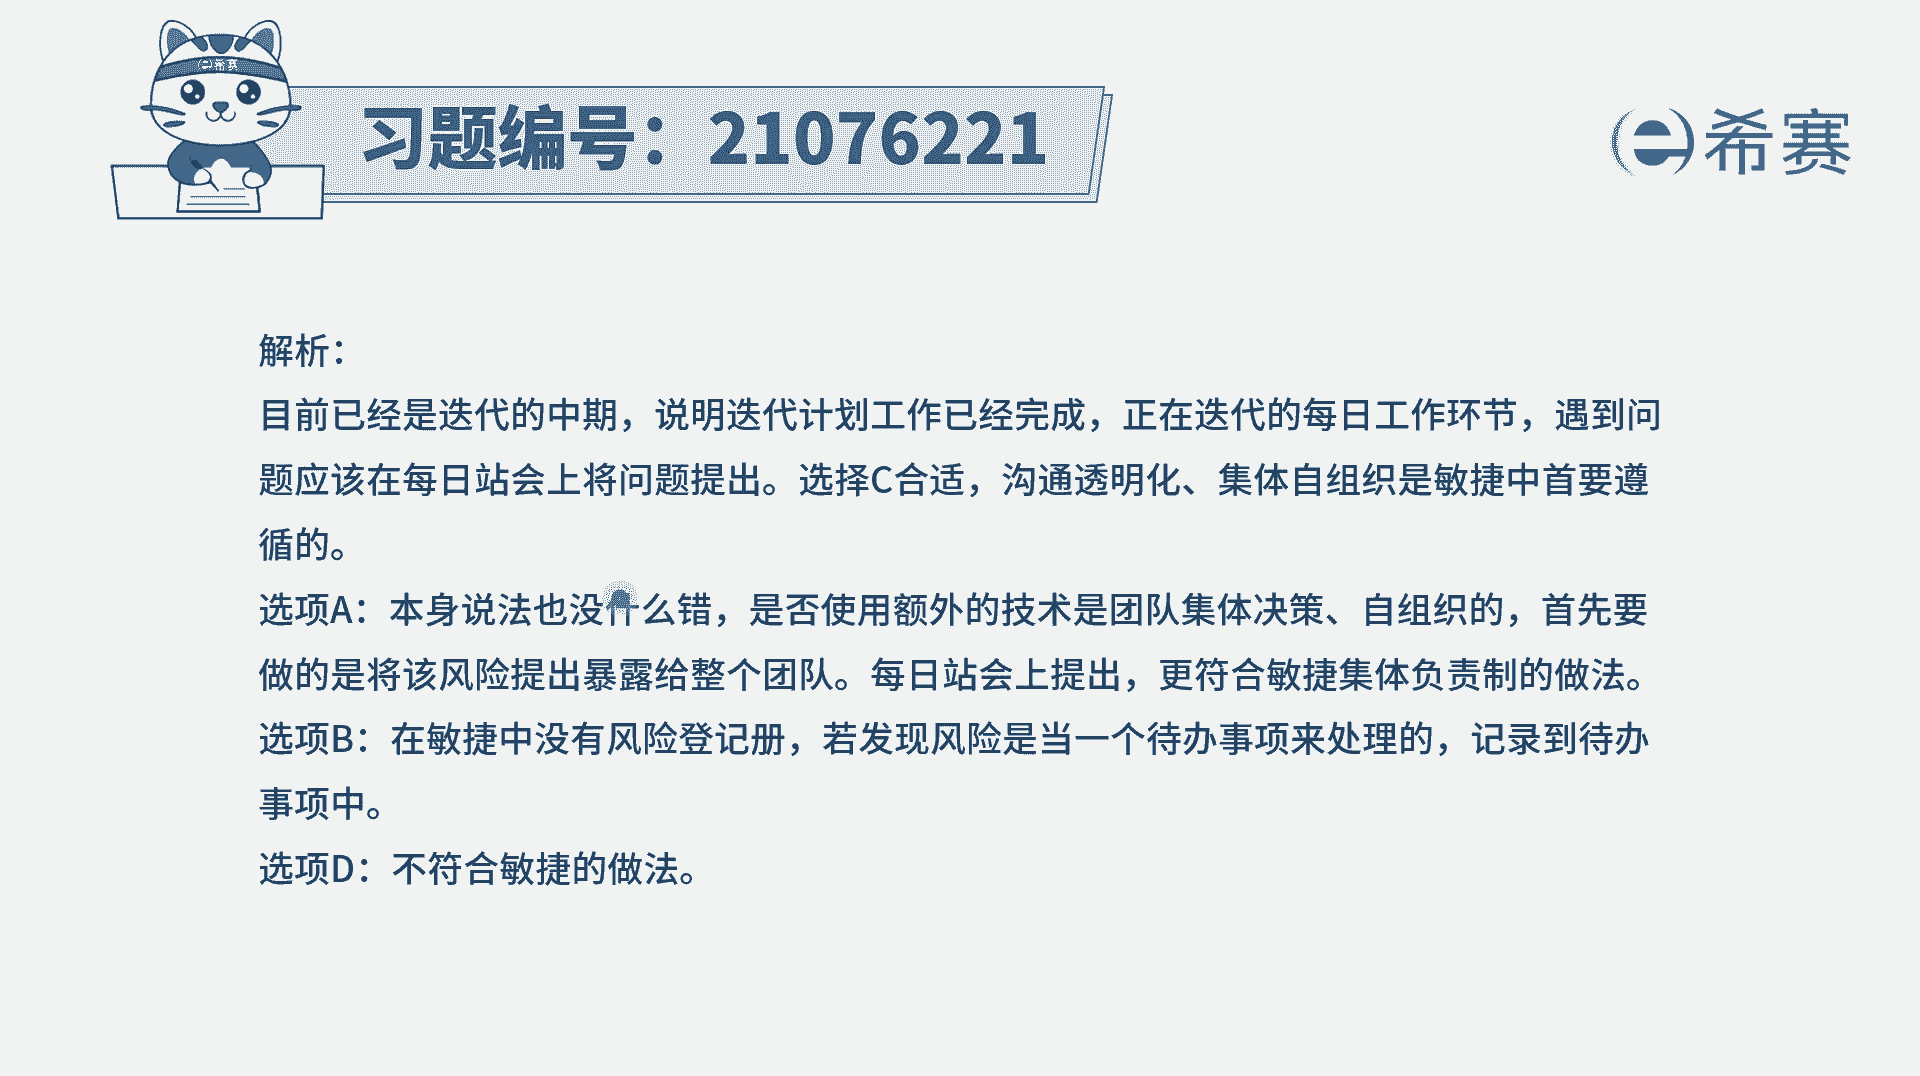 希赛
习题编号：21076221
希赛
解析：
目前已经是迭代的中期，说明迭代计划工作已经完成，正在迭代的每日工作环节，遇到问
题应该在每日站会上将问题提出。选择C合适，沟通透明化、集体自组织是敏捷中首要遵
循的。
选项A：本身说法也没什么错，是否使用额外的技术是团队集体决策、自组织的，首先要
做的是将该风险提出暴露给整个团队。每日站会上提出，更符合敏捷集体负责制的做法。
选项B：在敏捷中没有风险登记册，若发现风险是当一个待办事项来处理的，记录到待办
事项中。
选项D：不符合敏捷的做法。